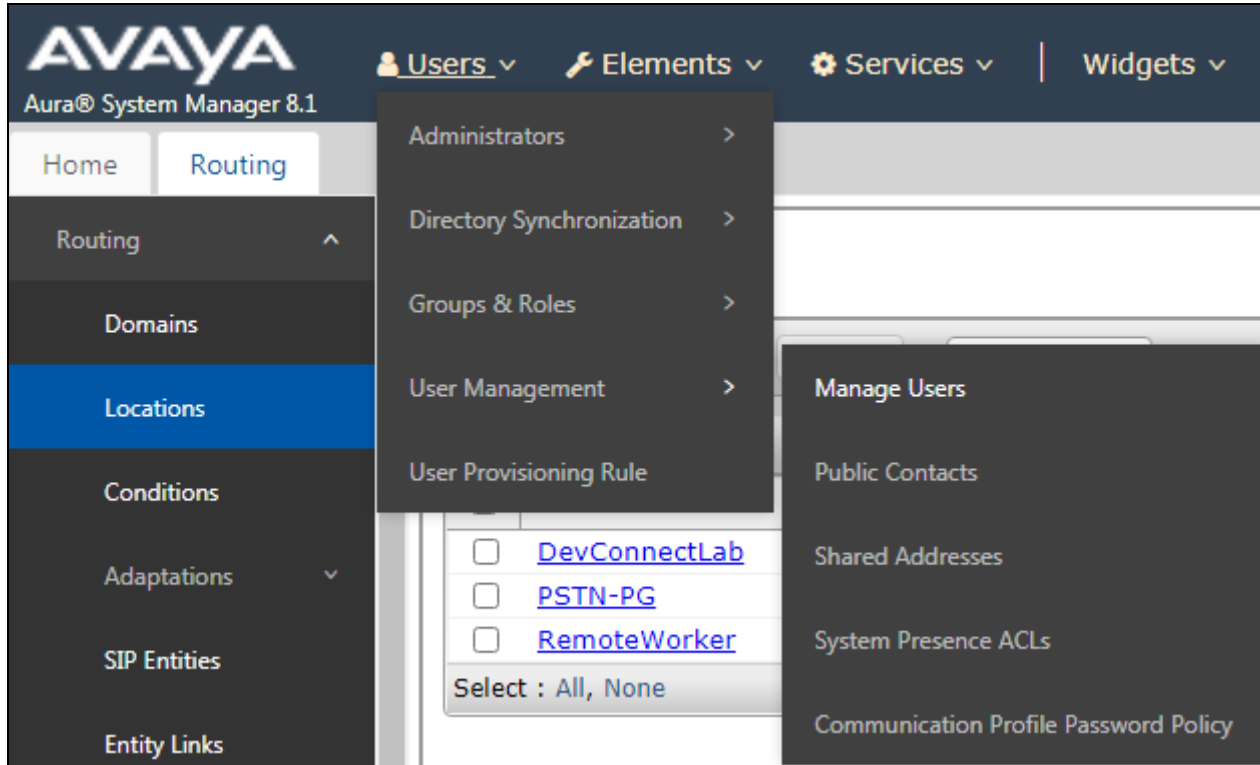 AVAYA
Aura® System Manager 8.1
Users
Elements
Services
Widgets
Home
Routing
Routing
Domains
Locations
Conditions
Adaptations
SIP Entities
Entity Links
Administrators
Directory Synchronization
Groups & Roles
User Management
User Provisioning Rule
Manage Users
Public Contacts
Shared Addresses
System Presence ACLs
Communication Profile Password Policy
DevConnectLab
PSTN-PG
RemoteWorker
Select : All, None